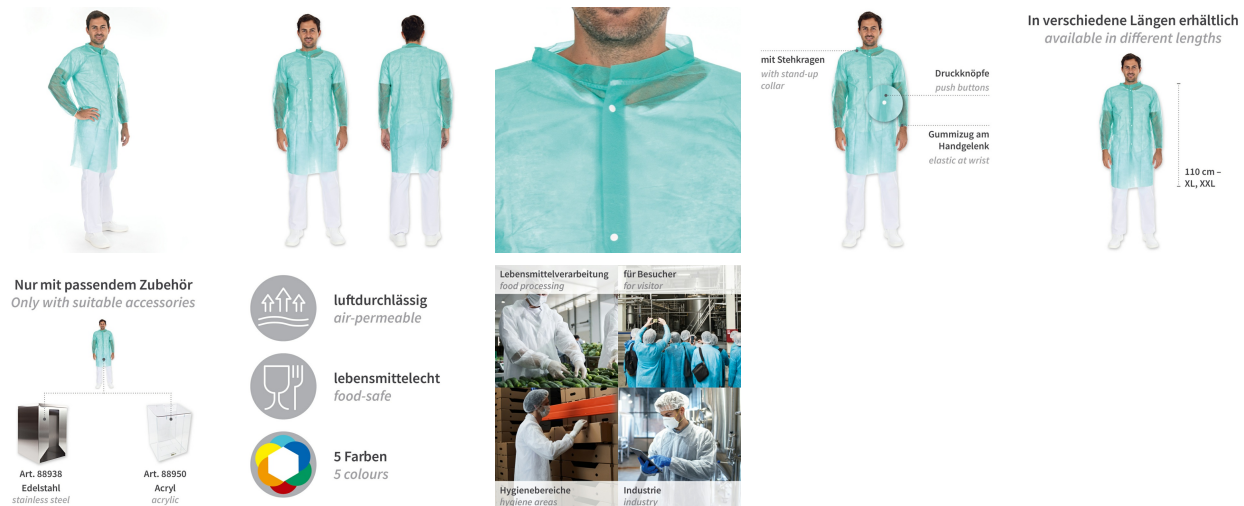 mit Stehkragen
with stand-up
collar
Druckknöpfe
push buttons
Gummizug am
Handgelenk
elastic at wrist
In verschiedene Längen erhältlich
available in different lengths
110 cm –
XL, XXL
Nur mit passendem Zubehör
Only with suitable accessories
Art. 88938
Edelstahl
stainless steel
Art. 88950
Acryl
acrylic
luftdurchlässig
air-permeable
lebensmittelecht
food-safe
5 Farben
5 colours
Lebensmittelverarbeitung
food processing
für Besucher
for visitor
Hygienebereiche
hygiene areas
Industrie
industry